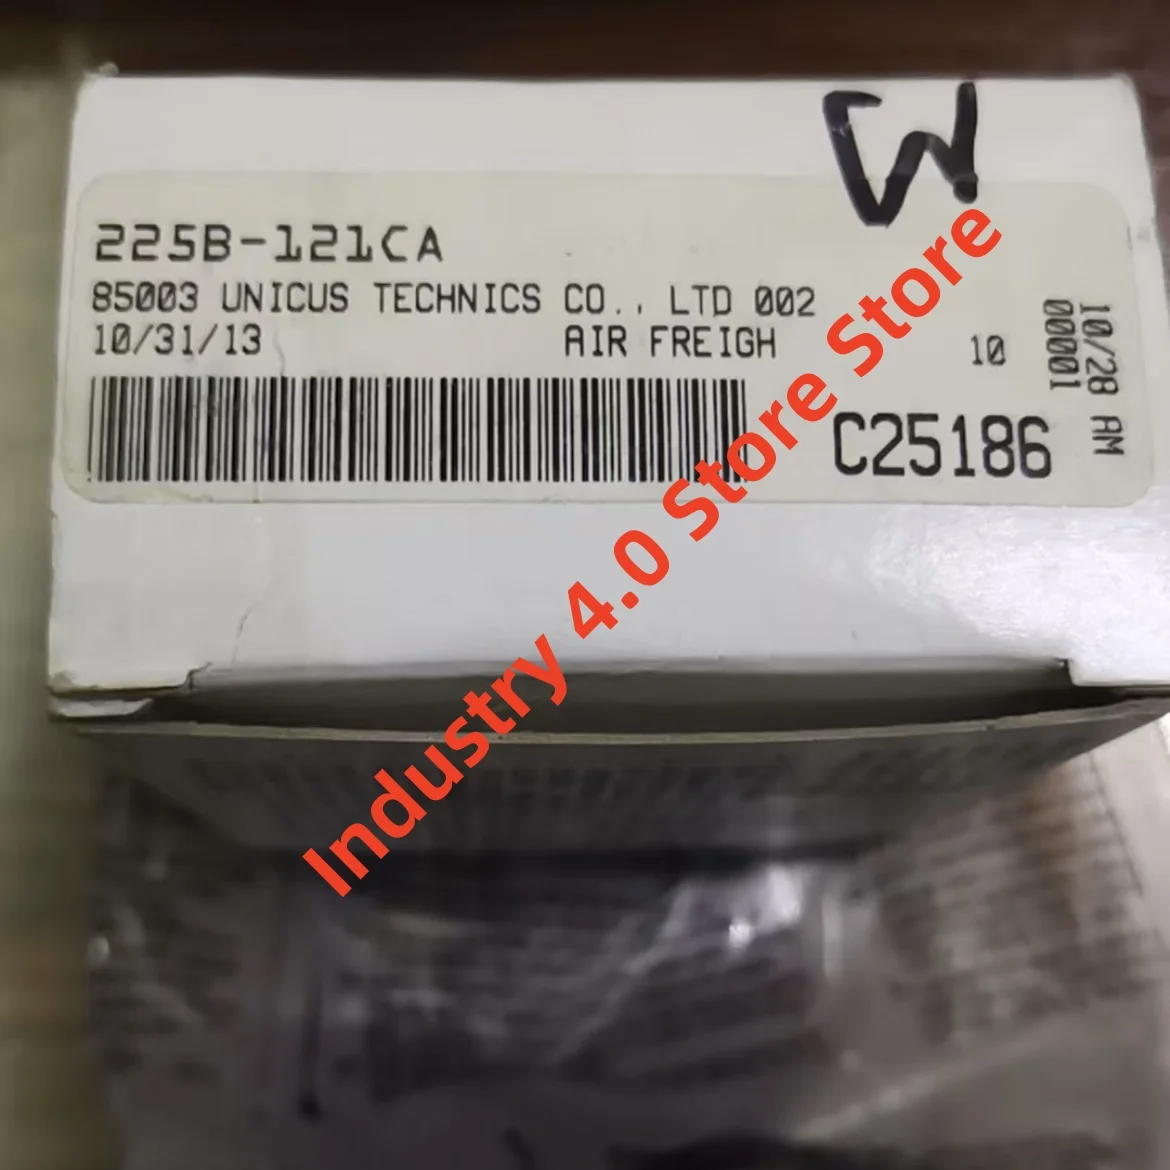 W
225B-121CA
85003 UNICUS TECHNICS CO., LTD 002
10/31/13 AIR FREIGH 10
C25186
10/28 AM
00001
Industry 4.0 Store Store